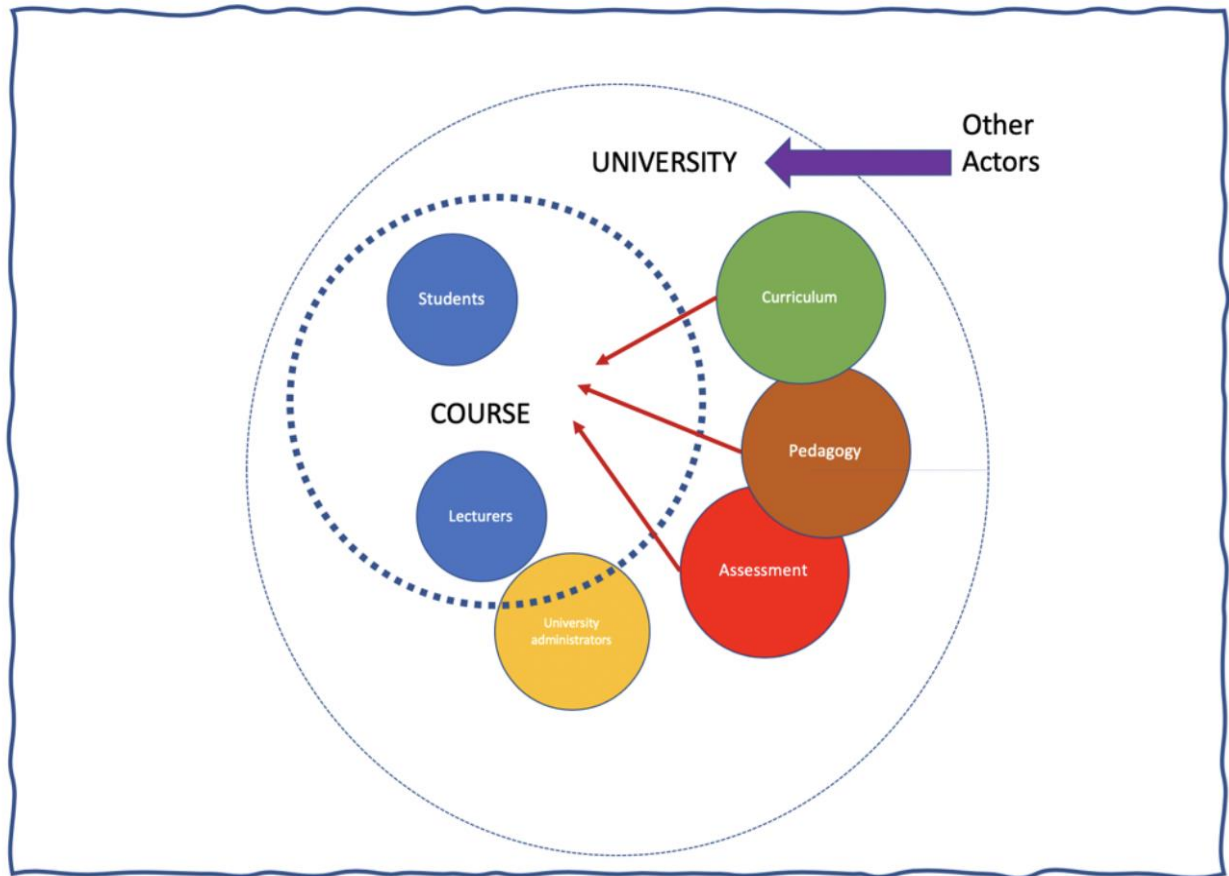 Other
Actors
UNIVERSITY
Students
Curriculum
COURSE
Pedagogy
Lecturers
Assessment
University
administrators